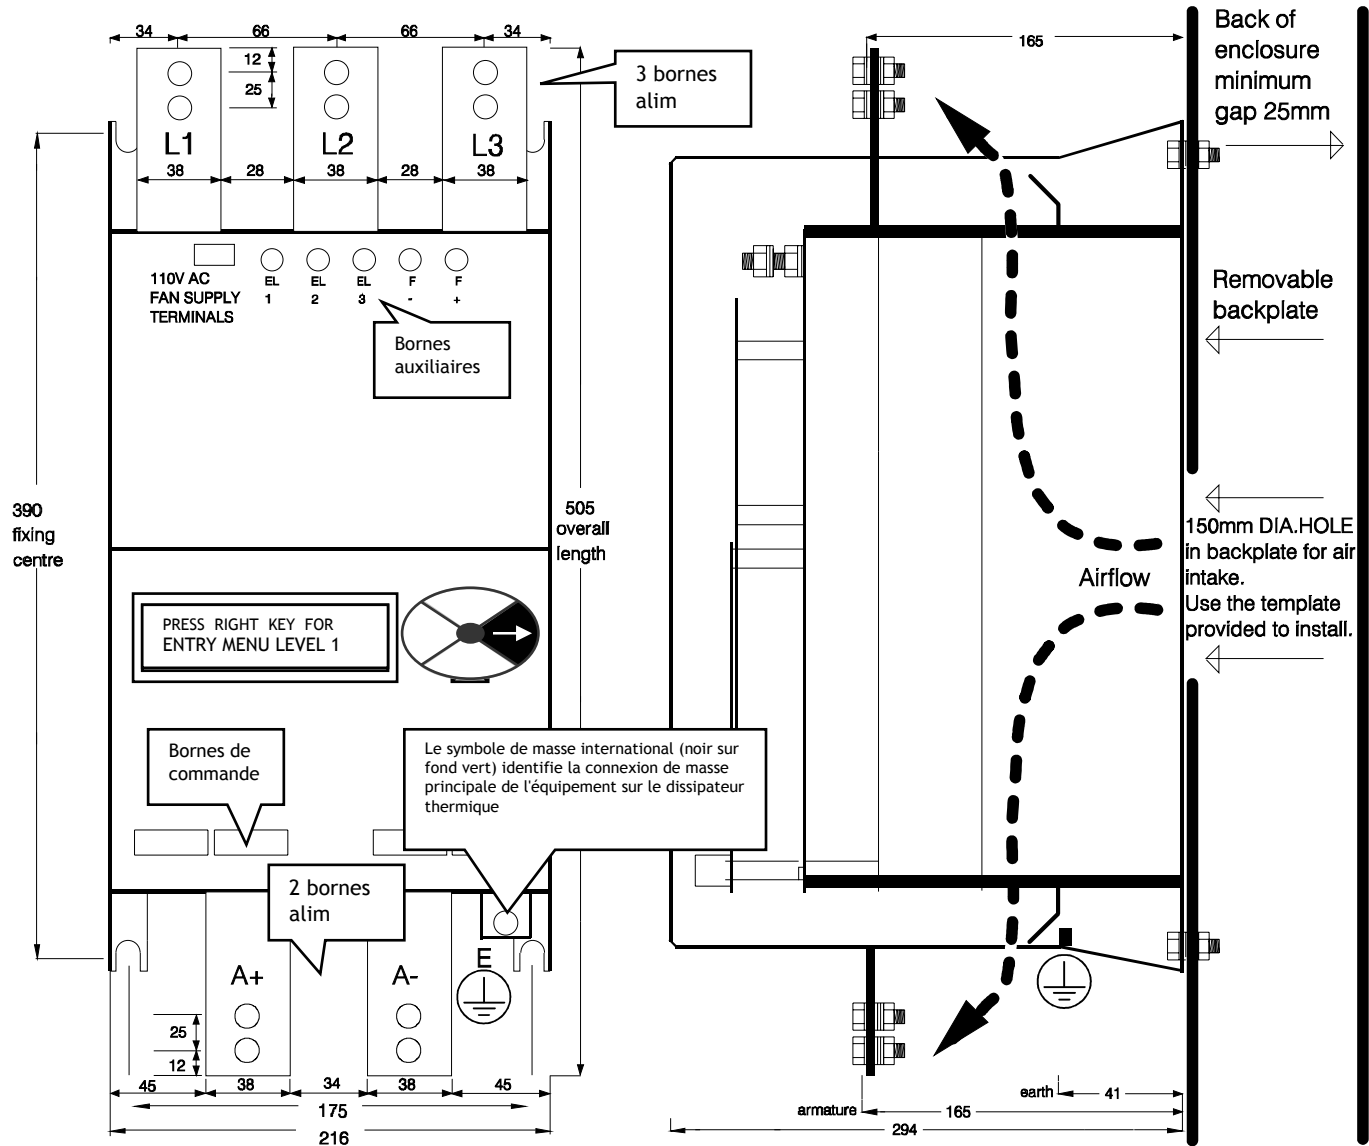 34 66 66 34
12
25
3 bornes
alim
L1 L2 L3
38 28 38 28 38
110V AC
FAN SUPPLY
TERMINALS
EL
1
EL
2
EL
3
F
-
F
+
Bornes
auxiliaires
390
fixing
centre
505
overall
length
PRESS RIGHT KEY FOR
ENTRY MENU LEVEL 1
Bornes de
commande
Le symbole de masse international (noir sur
fond vert) identifie la connexion de masse
principale de l'équipement sur le dissipateur
thermique
2 bornes
alim
A+ A- E
25
12
45 38 34 38 45
175
216
165
Back of
enclosure
minimum
gap 25mm
Removable
backplate
150mm DIA.HOLE
in backplate for air
intake.
Use the template
provided to install.
Airflow
earth 41
armature 165
294